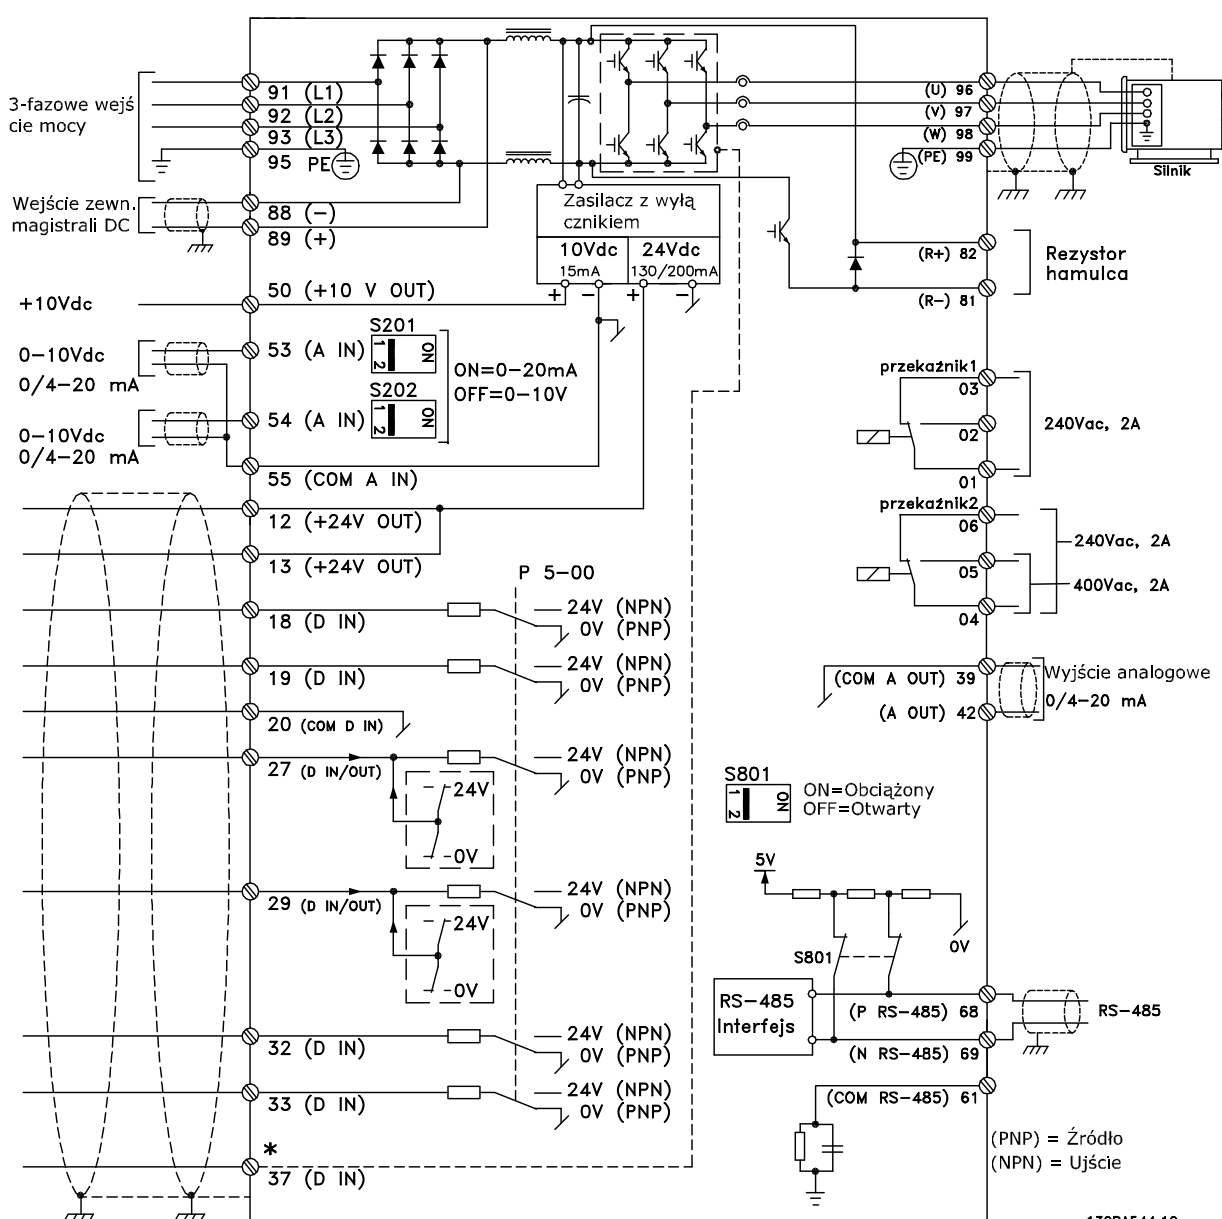 3-fazowe wejś
cie mocy
91 (L1)
92 (L2)
93 (L3)
95 PE
Wejście zewn.
magistrali DC
88 (-)
89 (+)
+10Vdc
50 (+10 V OUT)
0-10Vdc
0/4-20 mA
53 (A IN)
S201
1 2
ON
0-10Vdc
0/4-20 mA
54 (A IN)
S202
1 2
ON
ON=0-20mA
OFF=0-10V
55 (COM A IN)
12 (+24V OUT)
13 (+24V OUT)
P 5-00
18 (D IN)
24V (NPN)
0V (PNP)
19 (D IN)
24V (NPN)
0V (PNP)
20 (COM D IN)
27 (D IN/OUT)
24V (NPN)
0V (PNP)
24V
0V
29 (D IN/OUT)
24V (NPN)
0V (PNP)
24V
0V
32 (D IN)
24V (NPN)
0V (PNP)
33 (D IN)
24V (NPN)
0V (PNP)
*
37 (D IN)
Zasilacz z wyłą
cznikiem
10Vdc
15mA
24Vdc
130/200mA
+ - + -
(U) 96
(V) 97
(W) 98
(PE) 99
Silnik
(R+) 82
(R-) 81
Rezystor
hamulca
przekaźnik1
03
02
01
240Vac, 2A
przekaźnik2
06
05
04
240Vac, 2A
400Vac, 2A
(COM A OUT) 39
(A OUT) 42
Wyjście analogowe
0/4-20 mA
S801
1 2
ON
ON=Obciążony
OFF=Otwarty
5V
S801
0V
RS-485
Interfejs
(P RS-485) 68
(N RS-485) 69
(COM RS-485) 61
RS-485
(PNP) = Źródło
(NPN) = Ujście